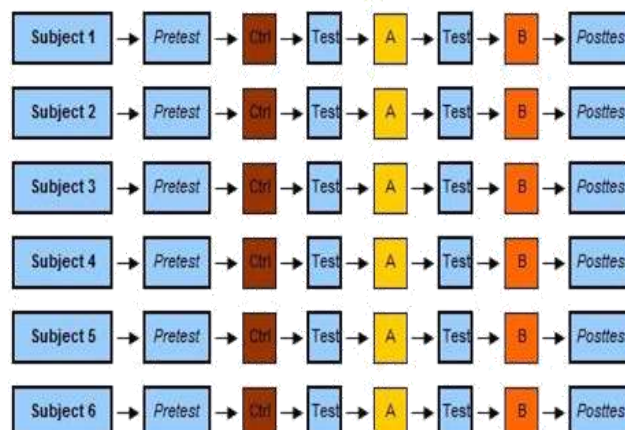 Subject 1 Pretest Ctrl Test A Test B Posttes
Subject 2 Pretest Ctrl Test A Test B Posttes
Subject 3 Pretest Ctrl Test A Test B Posttes
Subject 4 Pretest Ctrl Test A Test B Posttes
Subject 5 Pretest Ctrl Test A Test B Posttes
Subject 6 Pretest Ctrl Test A Test B Posttes